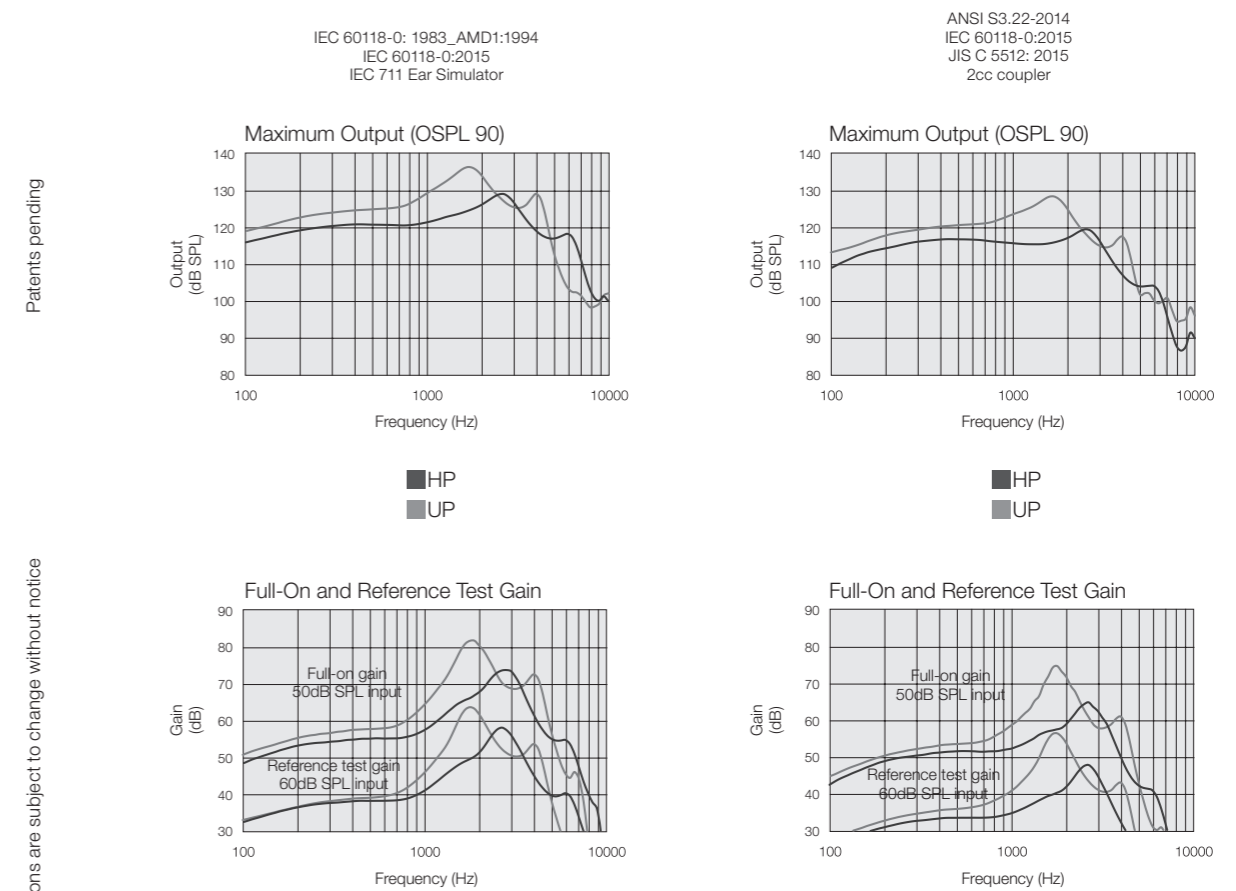 IEC 60118-0: 1983_AMD1:1994
IEC 60118-0:2015
IEC 711 Ear Simulator
ANSI S3.22-2014
IEC 60118-0:2015
JIS C 5512: 2015
2cc coupler
Patents pending
Maximum Output (OSPL 90)
Output
(dB SPL)
140
130
120
110
100
90
80
100
1000
10000
Frequency (Hz)
Maximum Output (OSPL 90)
Output
(dB SPL)
140
130
120
110
100
90
80
100
1000
10000
Frequency (Hz)
HP
UP
HP
UP
ons are subject to change without notice
Full-On and Reference Test Gain
Gain
(dB)
90
80
70
60
50
40
30
Full-on gain
50dB SPL input
Reference test gain
60dB SPL input
100
1000
10000
Frequency (Hz)
Full-On and Reference Test Gain
Gain
(dB)
90
80
70
60
50
40
30
Full-on gain
50dB SPL input
Reference test gain
60dB SPL input
100
1000
10000
Frequency (Hz)